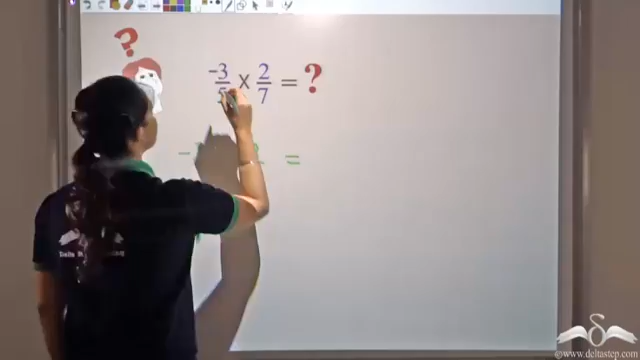 ?
-3/5 × 2/7 = ?
- =
©www.deltastep.com